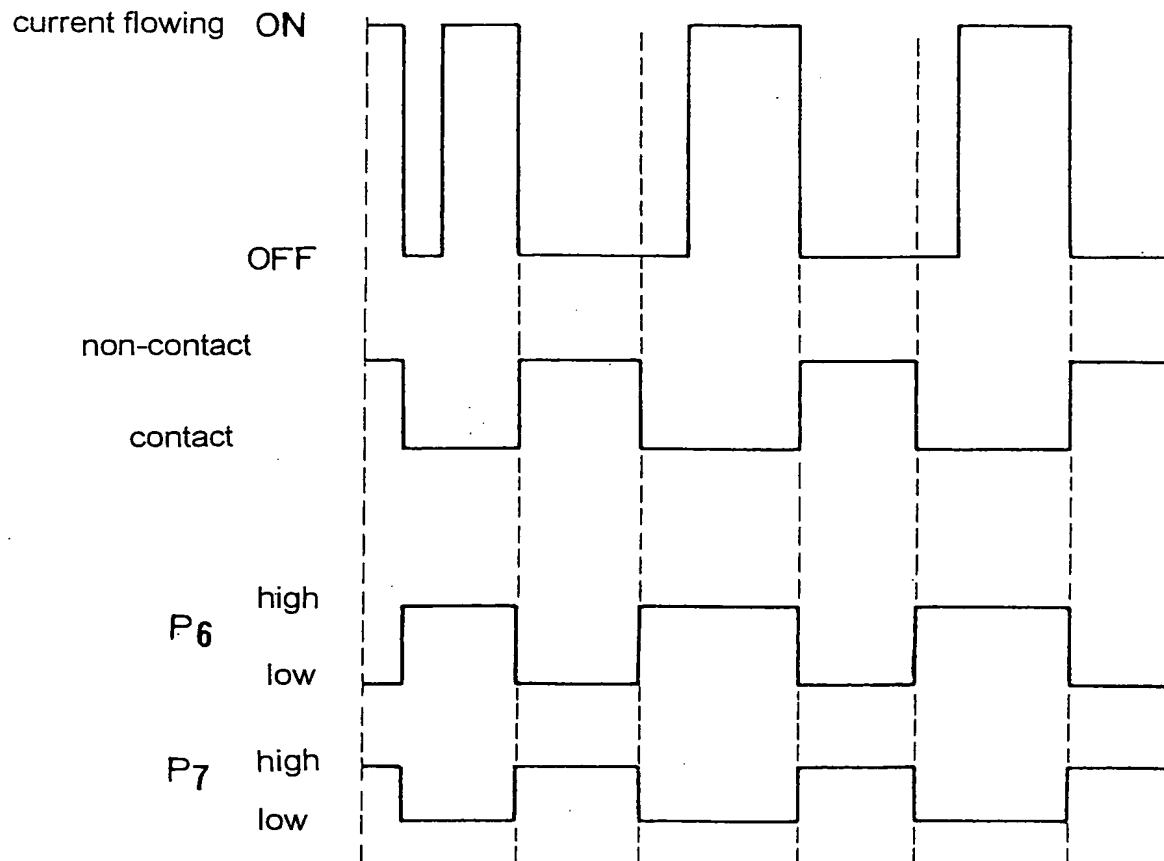 current flowing ON
OFF
non-contact
contact
P6 high
low
P7 high
low